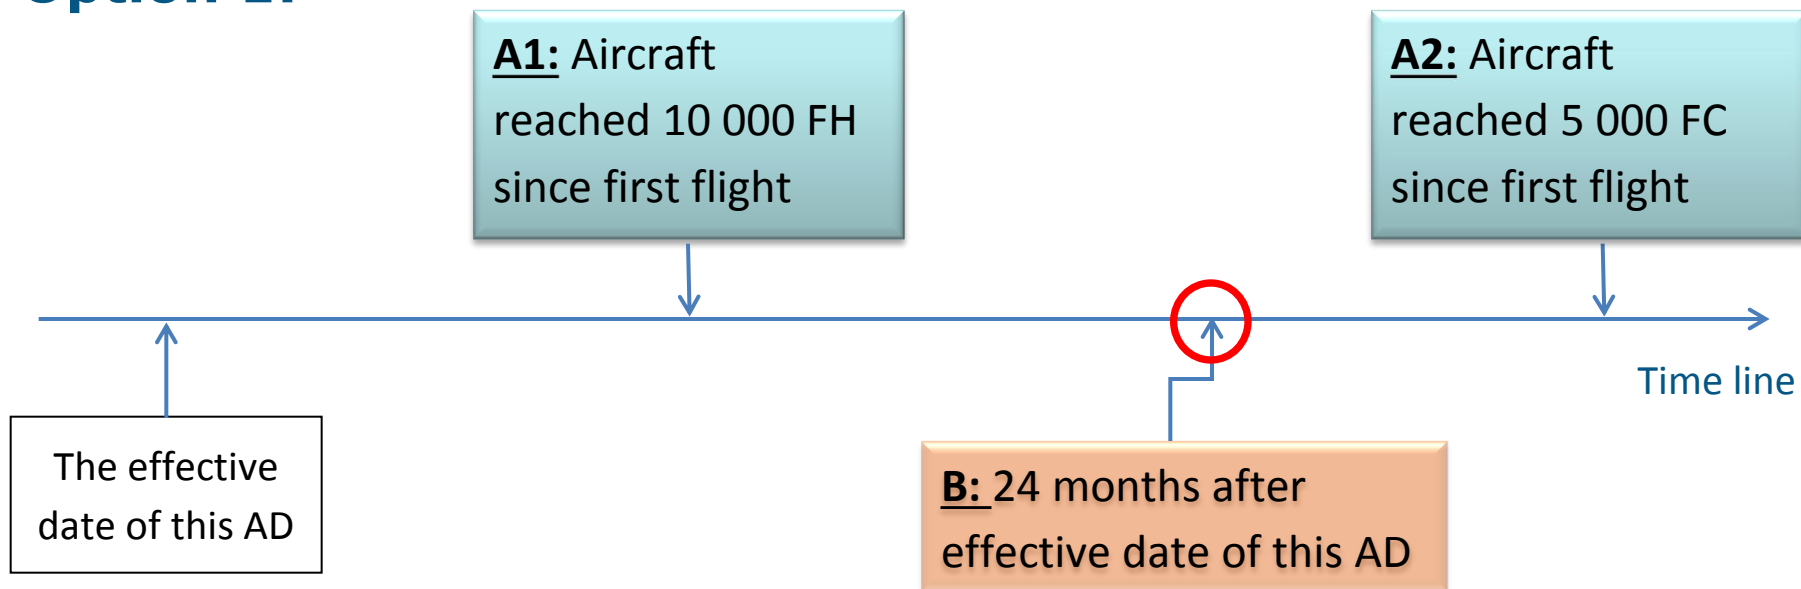 A1: Aircraft
reached 10 000 FH
since first flight
A2: Aircraft
reached 5 000 FC
since first flight
Time line
The effective
date of this AD
B: 24 months after
effective date of this AD